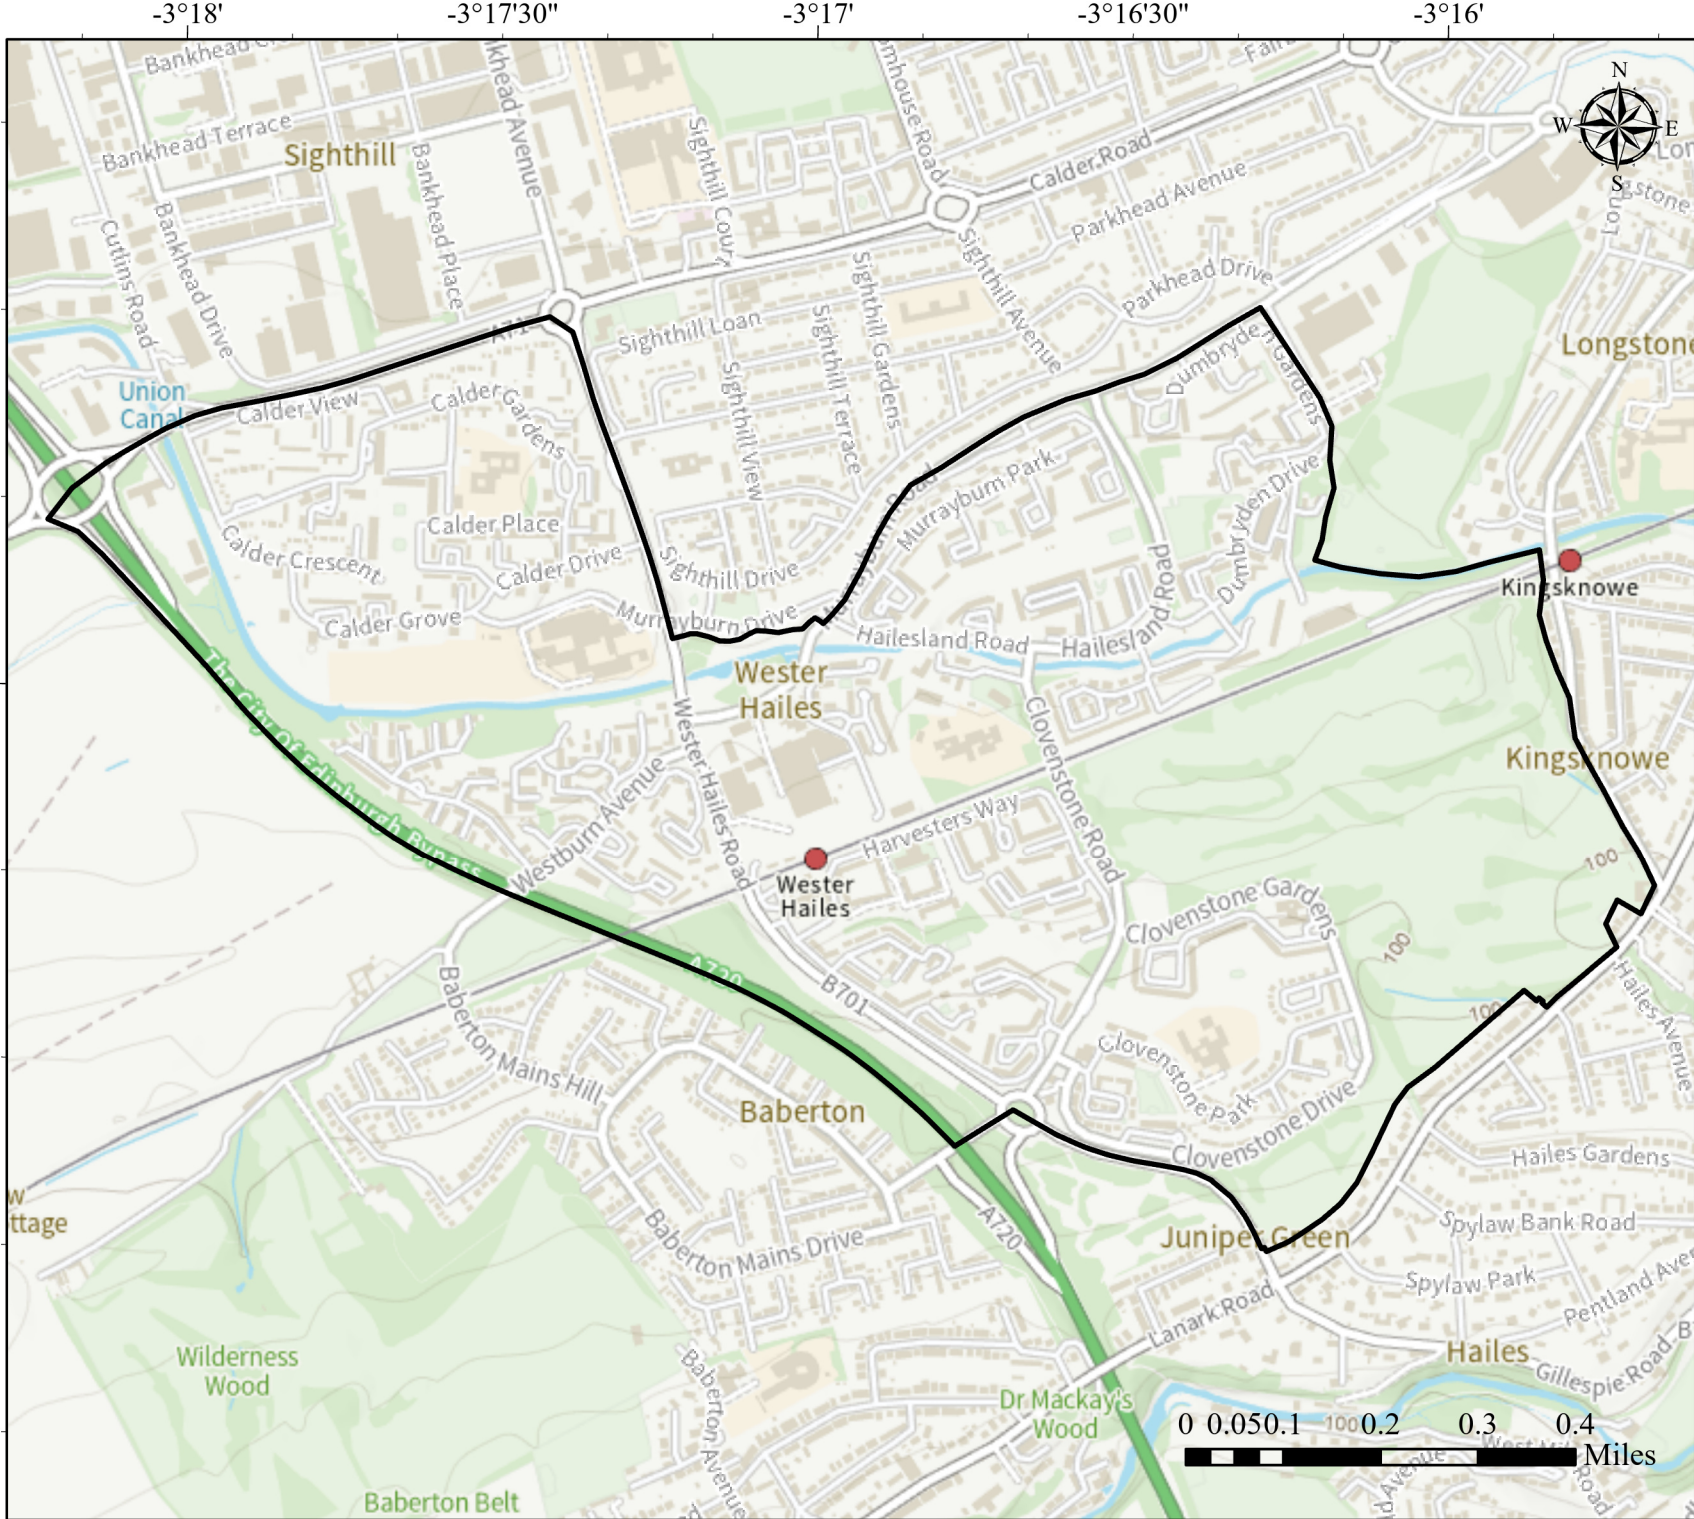 -3°18' -3°17'30" -3°17' -3°16'30" -3°16'
N
W E
S
Bankhead Avenue
Bankhead Terrace
Sighthill
Bankhead Place
Bankhead Drive
Cutlins Road
Sighthill Court
Calder Road
Parkhead Avenue
Parkhead Drive
Sighthill Avenue
Sighthill Loan
Sighthill Gardens
Sighthill Terrace
Sighthill View
Dumbryden Gardens
Longstone
Union
Canal
Calder View
Calder Gardens
Calder Place
Calder Crescent
Calder Drive
Calder Grove
Sighthill Drive
Murrayburn Drive
Murrayburn Road
Murrayburn Park
Dumbryden Drive
Hailesland Road
Hailesland Road
Kingsknowe
Wester
Hailes
The City of Edinburgh Bypass
Wester Hailes Road
Westburn Avenue
Clovenstone Road
Harvesters Way
Kingsknowe
Wester
Hailes
100
Clovenstone Gardens
100
A720
B701
100
Hailes Avenue
Baberton Mains Hill
Clovenstone Park
Clovenstone Drive
Baberton
Hailes Gardens
Baberton Mains Drive
A720
Juniper Green
Spylaw Bank Road
Spylaw Park
Pentland Aven
Lanark Road
Hailes
Gillespie Road
B
w
ttage
Wilderness
Wood
Baberton Avenue
Dr Mackay's
Wood
Baberton Belt
100
0 0.05 0.1 0.2 0.3 0.4
Miles